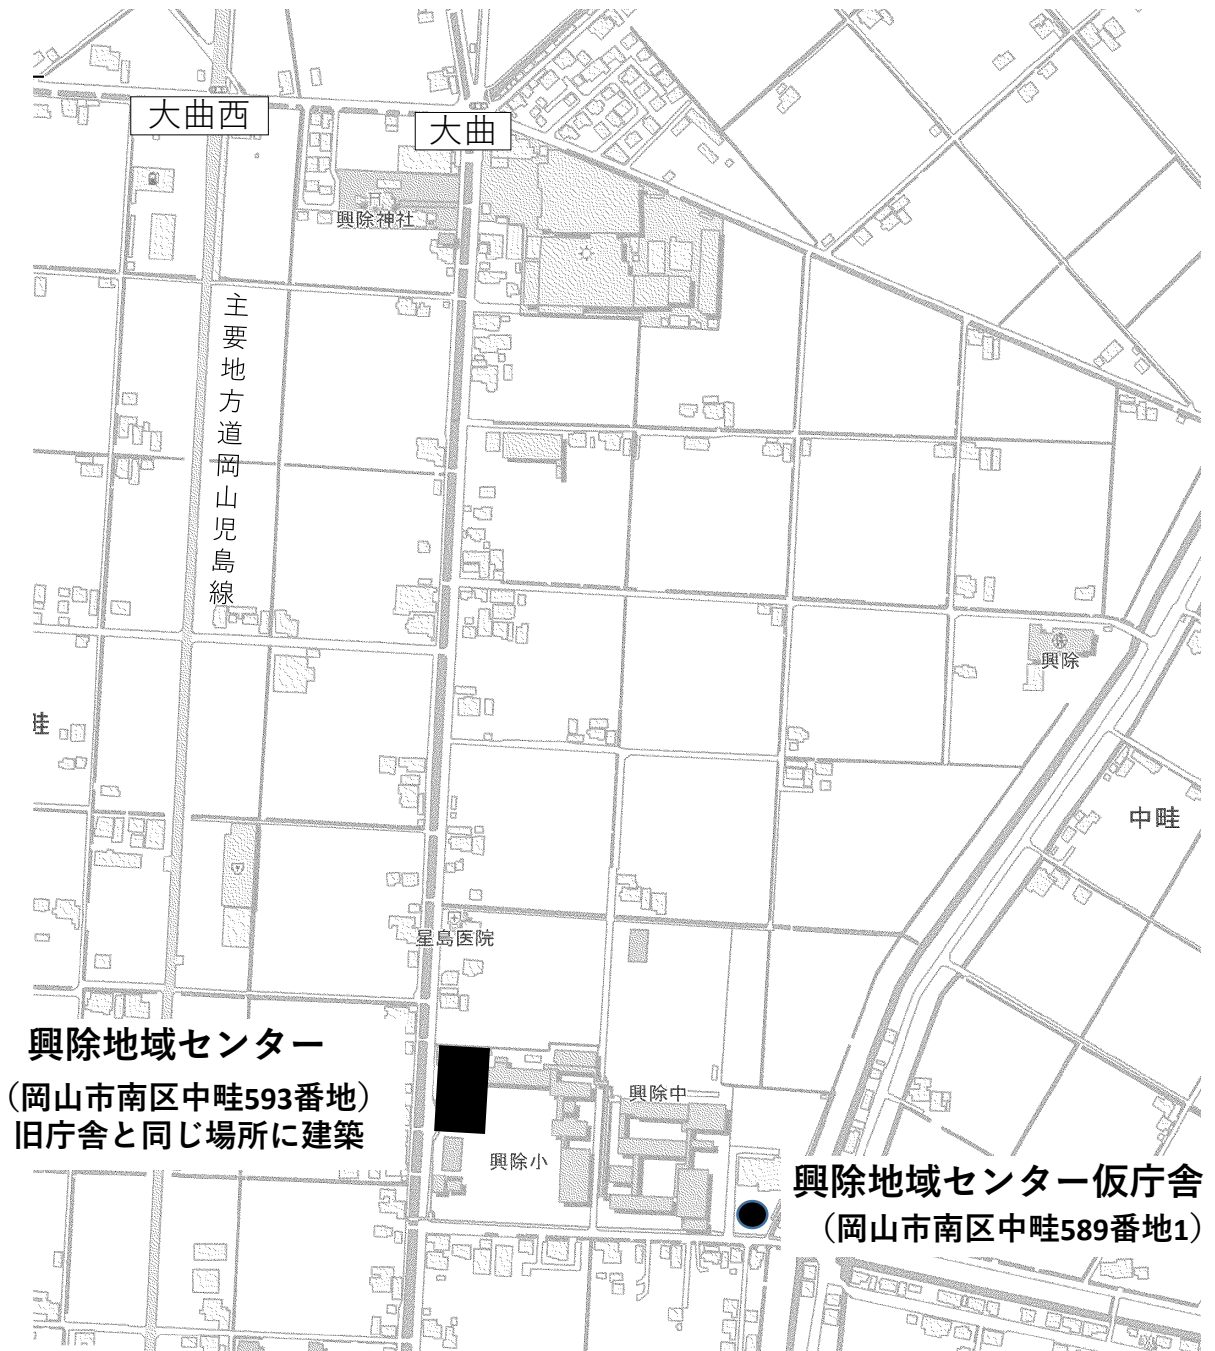 大曲西
大曲
興除神社
主要地方道岡山児島線
興除
畦
中畦
星島医院
興除地域センター
（岡山市南区中畦593番地）
旧庁舎と同じ場所に建築
興除中
興除小
興除地域センター仮庁舎
（岡山市南区中畦589番地1）